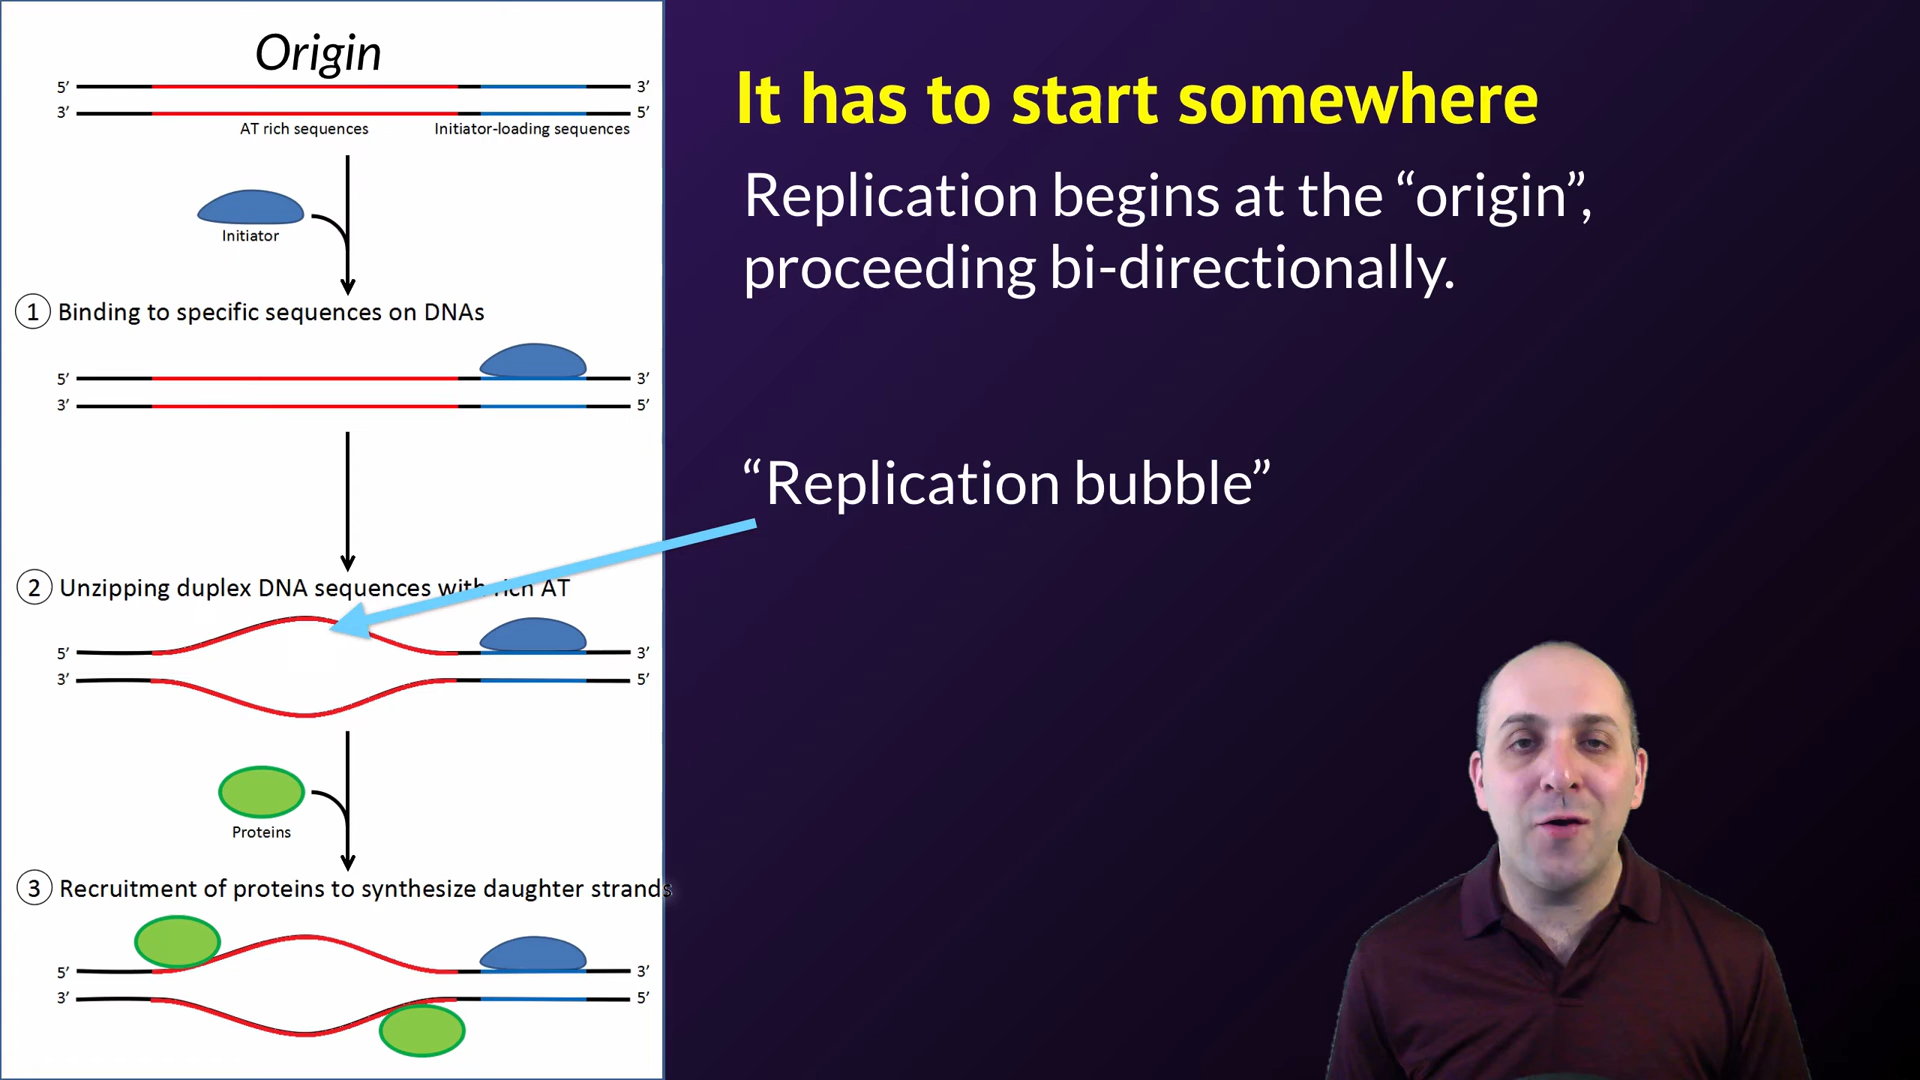 Origin
5’ 3’
3’ 5’
AT rich sequences Initiator-loading sequences
Initiator
1 Binding to specific sequences on DNAs
5’ 3’
3’ 5’
2 Unzipping duplex DNA sequences with rich AT
5’ 3’
3’ 5’
Proteins
3 Recruitment of proteins to synthesize daughter strands
5’ 3’
3’ 5’
It has to start somewhere
Replication begins at the “origin”,
proceeding bi-directionally.
“Replication bubble”